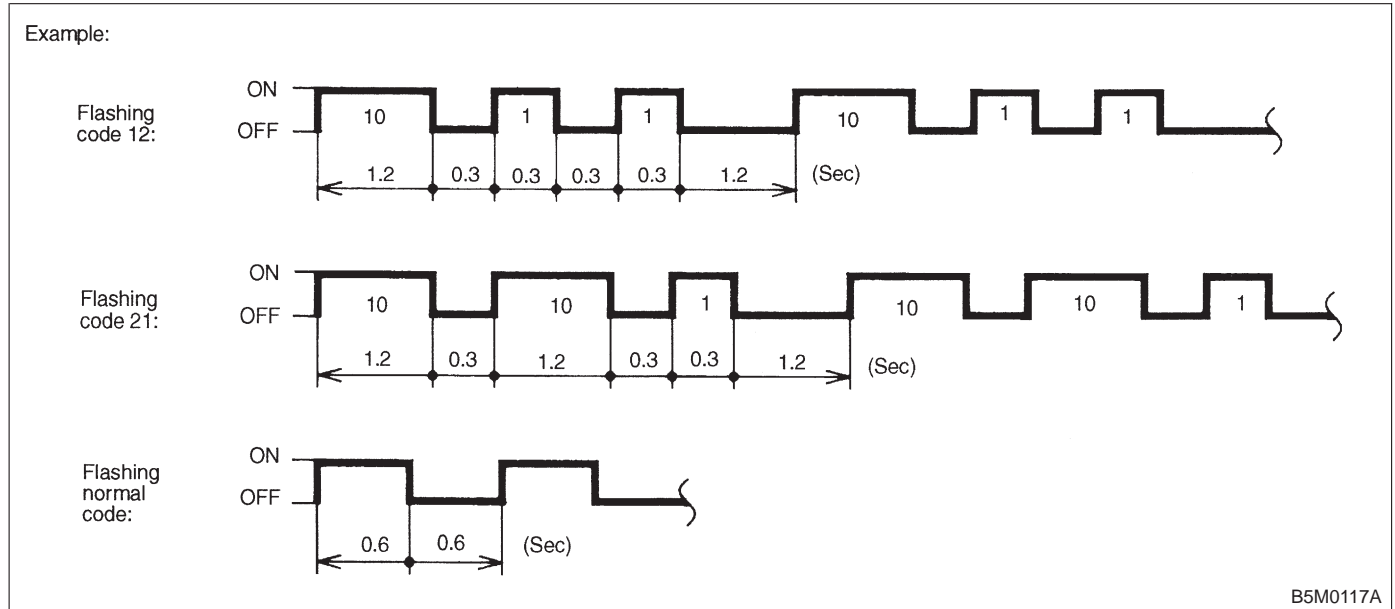 Example:
Flashing
code 12:
ON
OFF
10
1
1
10
1
1
1.2
0.3
0.3
0.3
0.3
1.2
(Sec)
Flashing
code 21:
ON
OFF
10
10
1
10
10
1
1.2
0.3
1.2
0.3
0.3
1.2
(Sec)
Flashing
normal
code:
ON
OFF
0.6
0.6
(Sec)
B5M0117A